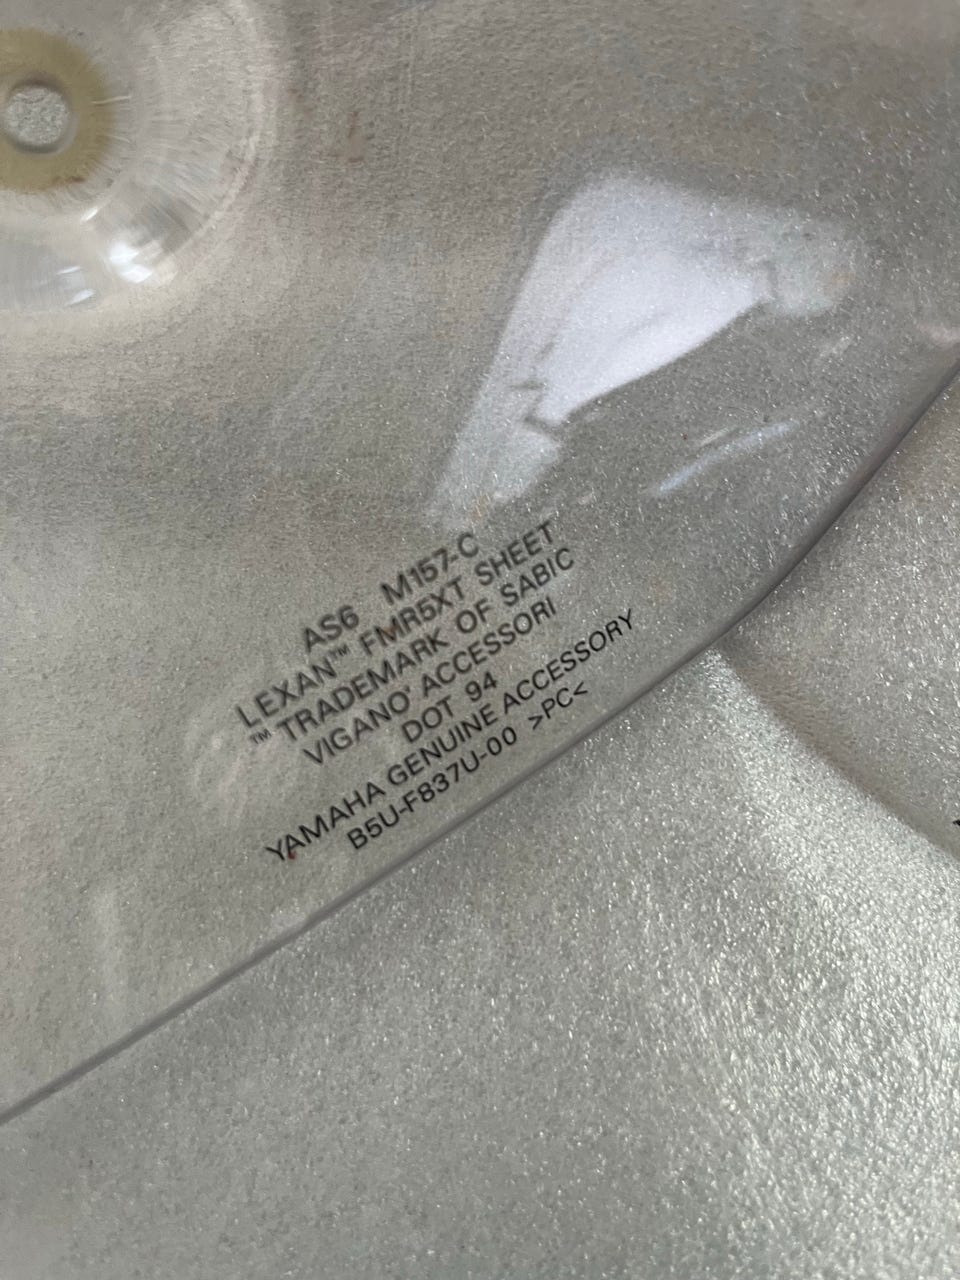 AS6 M157-C
LEXAN™ FMR5XT SHEET
™ TRADEMARK OF SABIC
VIGANO' ACCESSORI
DOT 94
YAMAHA GENUINE ACCESSORY
B5U-F837U-00 >PC<